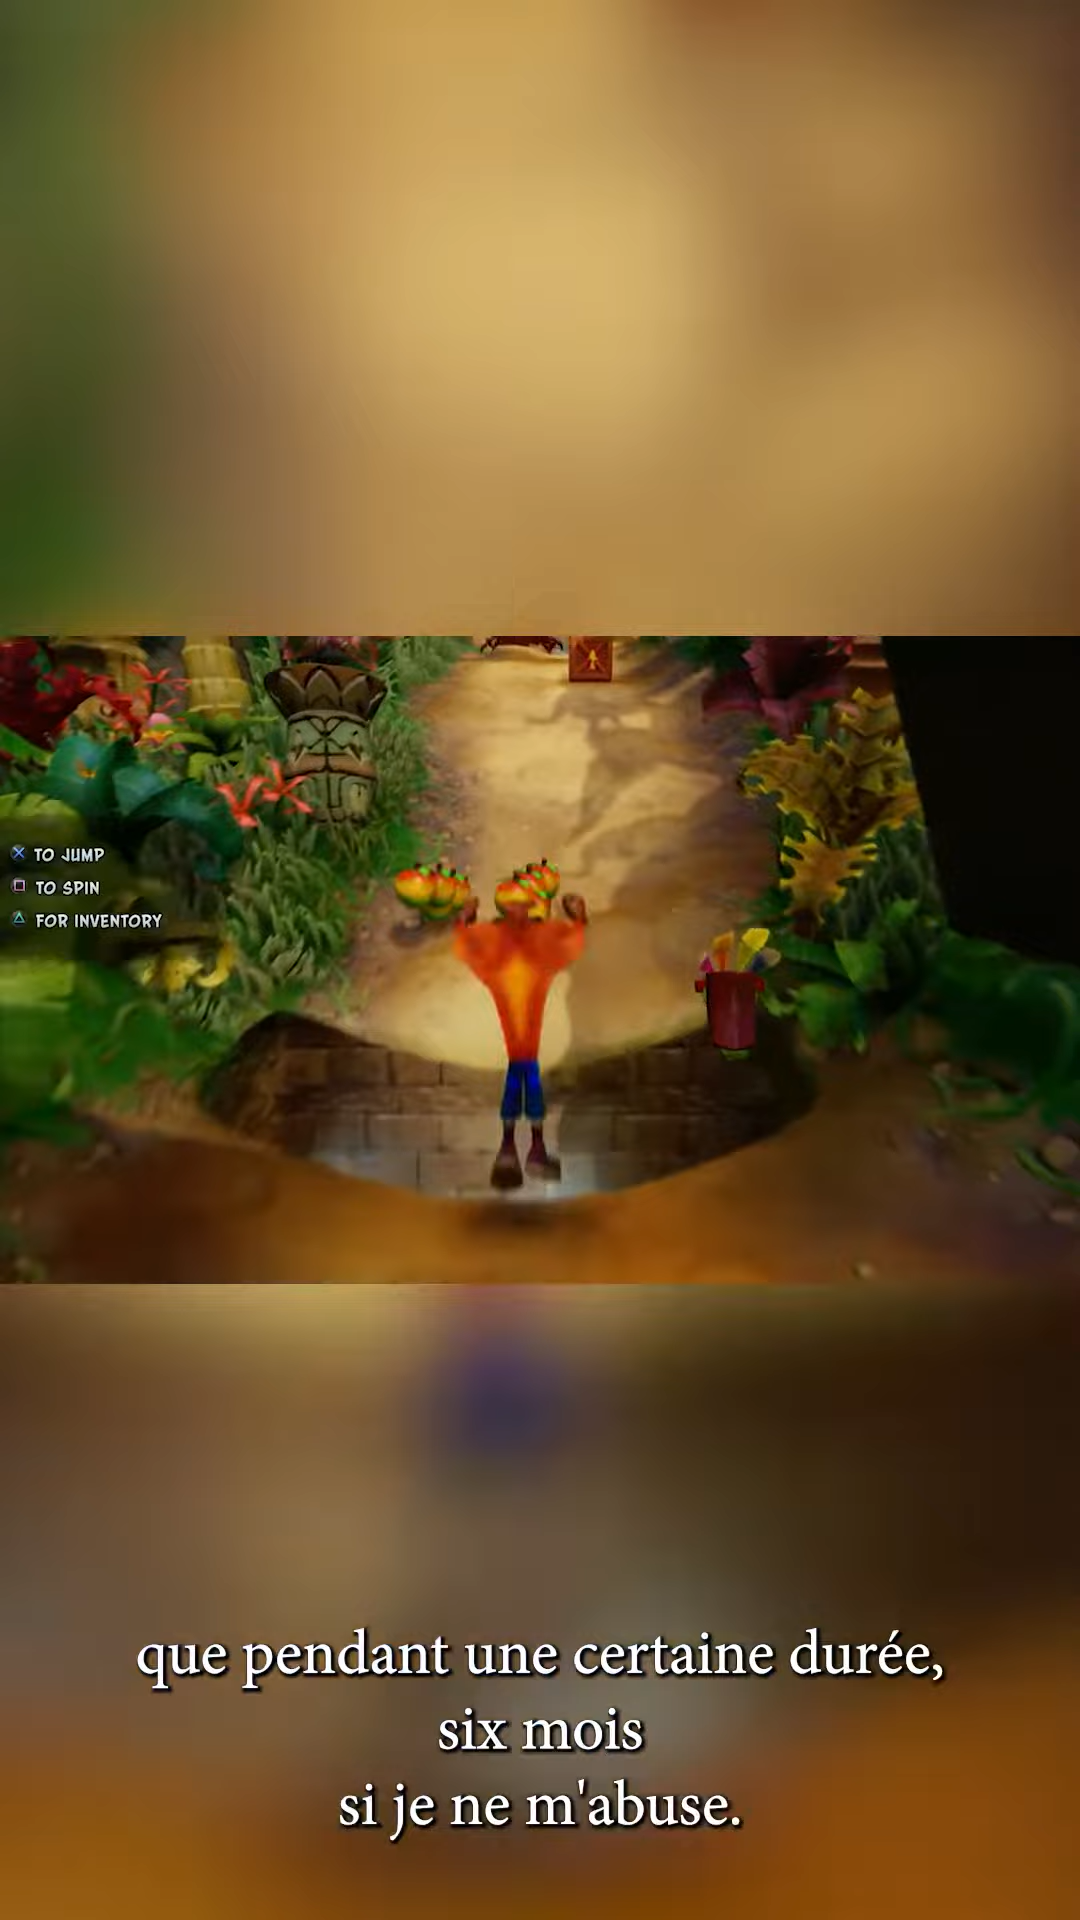 TO JUMP
TO SPIN
FOR INVENTORY
que pendant une certaine durée,
six mois
si je ne m'abuse.